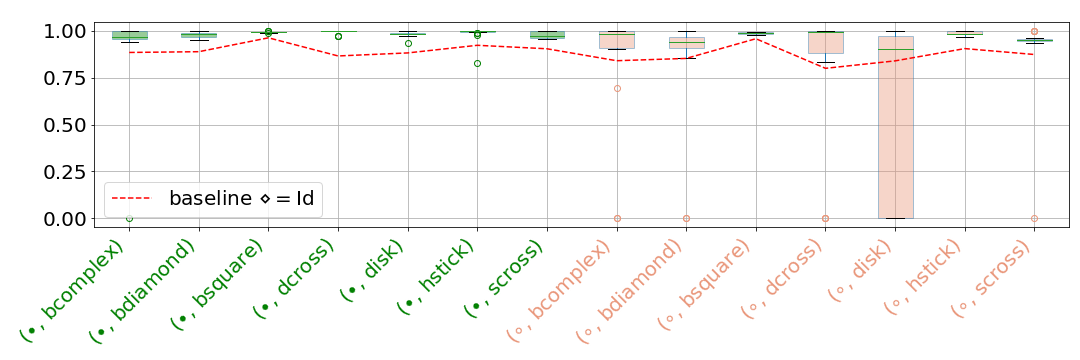 1.00
0.75
0.50
0.25
0.00
baseline ⋄ = Id
(•, bcomplex)
(•, bdiamond)
(•, bsquare)
(•, dcross)
(•, disk)
(•, hstick)
(•, scross)
(∘, bcomplex)
(∘, bdiamond)
(∘, bsquare)
(∘, dcross)
(∘, disk)
(∘, hstick)
(∘, scross)